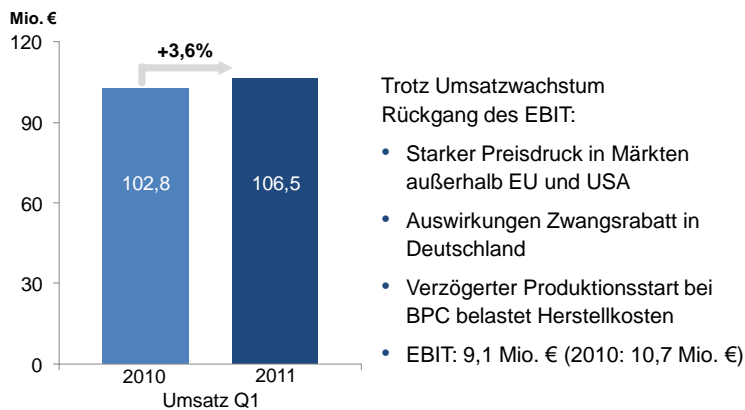 Mio. €
120
90
60
30
0
+3,6%
102,8
106,5
2010
2011
Umsatz Q1
Trotz Umsatzwachstum
Rückgang des EBIT:
• Starker Preisdruck in Märkten
außerhalb EU und USA
• Auswirkungen Zwangsrabatt in
Deutschland
• Verzögerter Produktionsstart bei
BPC belastet Herstellkosten
• EBIT: 9,1 Mio. € (2010: 10,7 Mio. €)